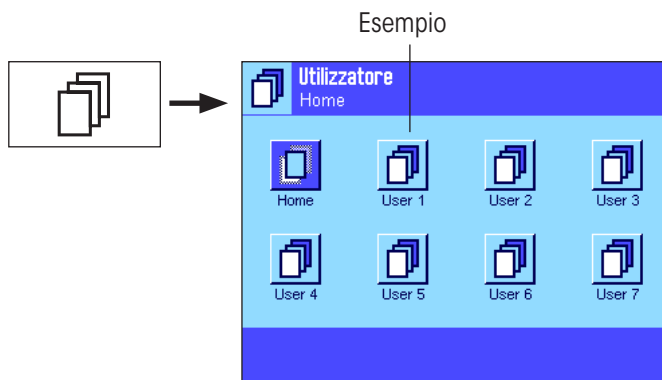 Esempio
Utilizzatore
Home
Home User 1 User 2 User 3
User 4 User 5 User 6 User 7